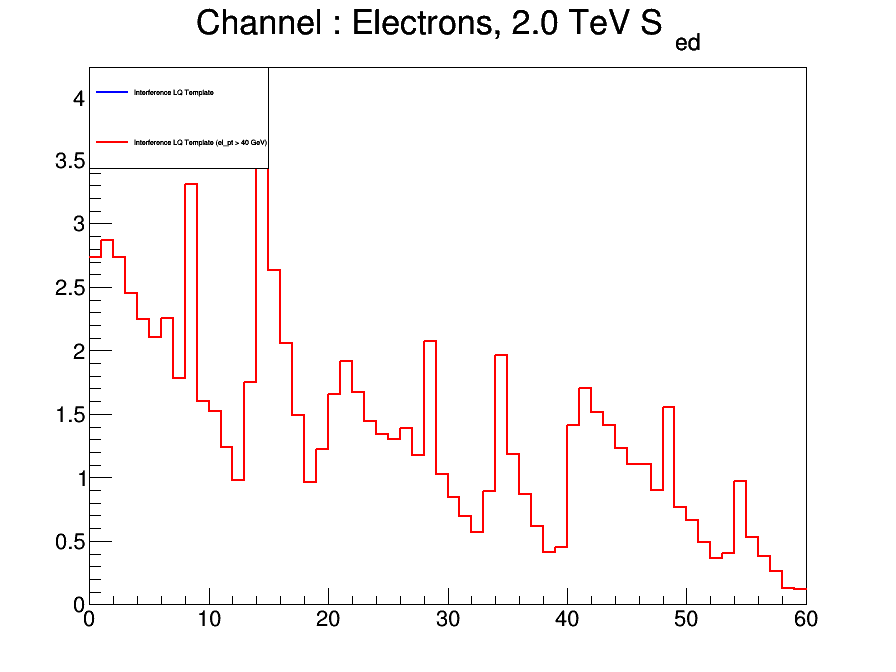 Channel : Electrons, 2.0 TeV S ed
Interference LQ Template
Interference LQ Template (el_pt > 40 GeV)
4
3.5
3
2.5
2
1.5
1
0.5
0
0 10 20 30 40 50 60